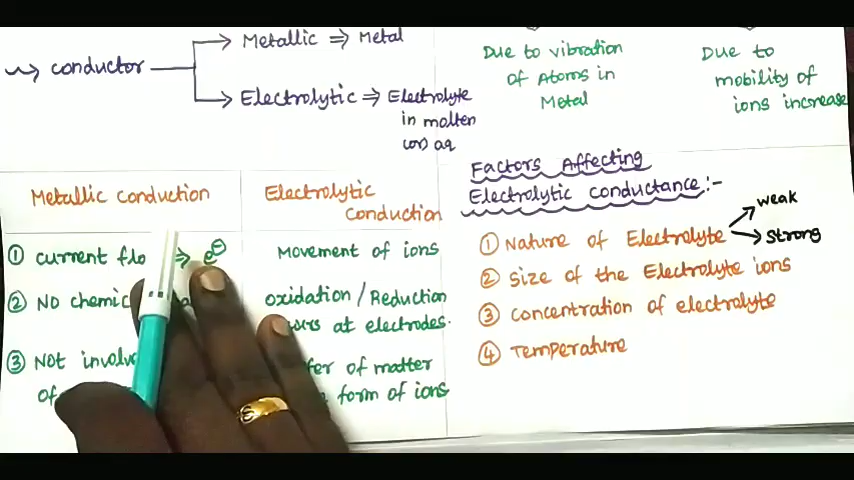 ~> conductor
Metallic => Metal
Electrolytic => Electrolyte
in molten
(or) aq
Due to vibration
of Atoms in
Metal
Due to
mobility of
ions increase
Metallic conduction
① current flo => e⊖
② No chemic
③ Not involv
of
Electrolytic
Conduction
Movement of ions
oxidation / Reduction
at electrodes.
of matter
form of ions
Factors Affecting
Electrolytic conductance:-
① Nature of Electrolyte
weak
strong
② Size of the Electrolyte ions
③ concentration of electrolyte
④ Temperature